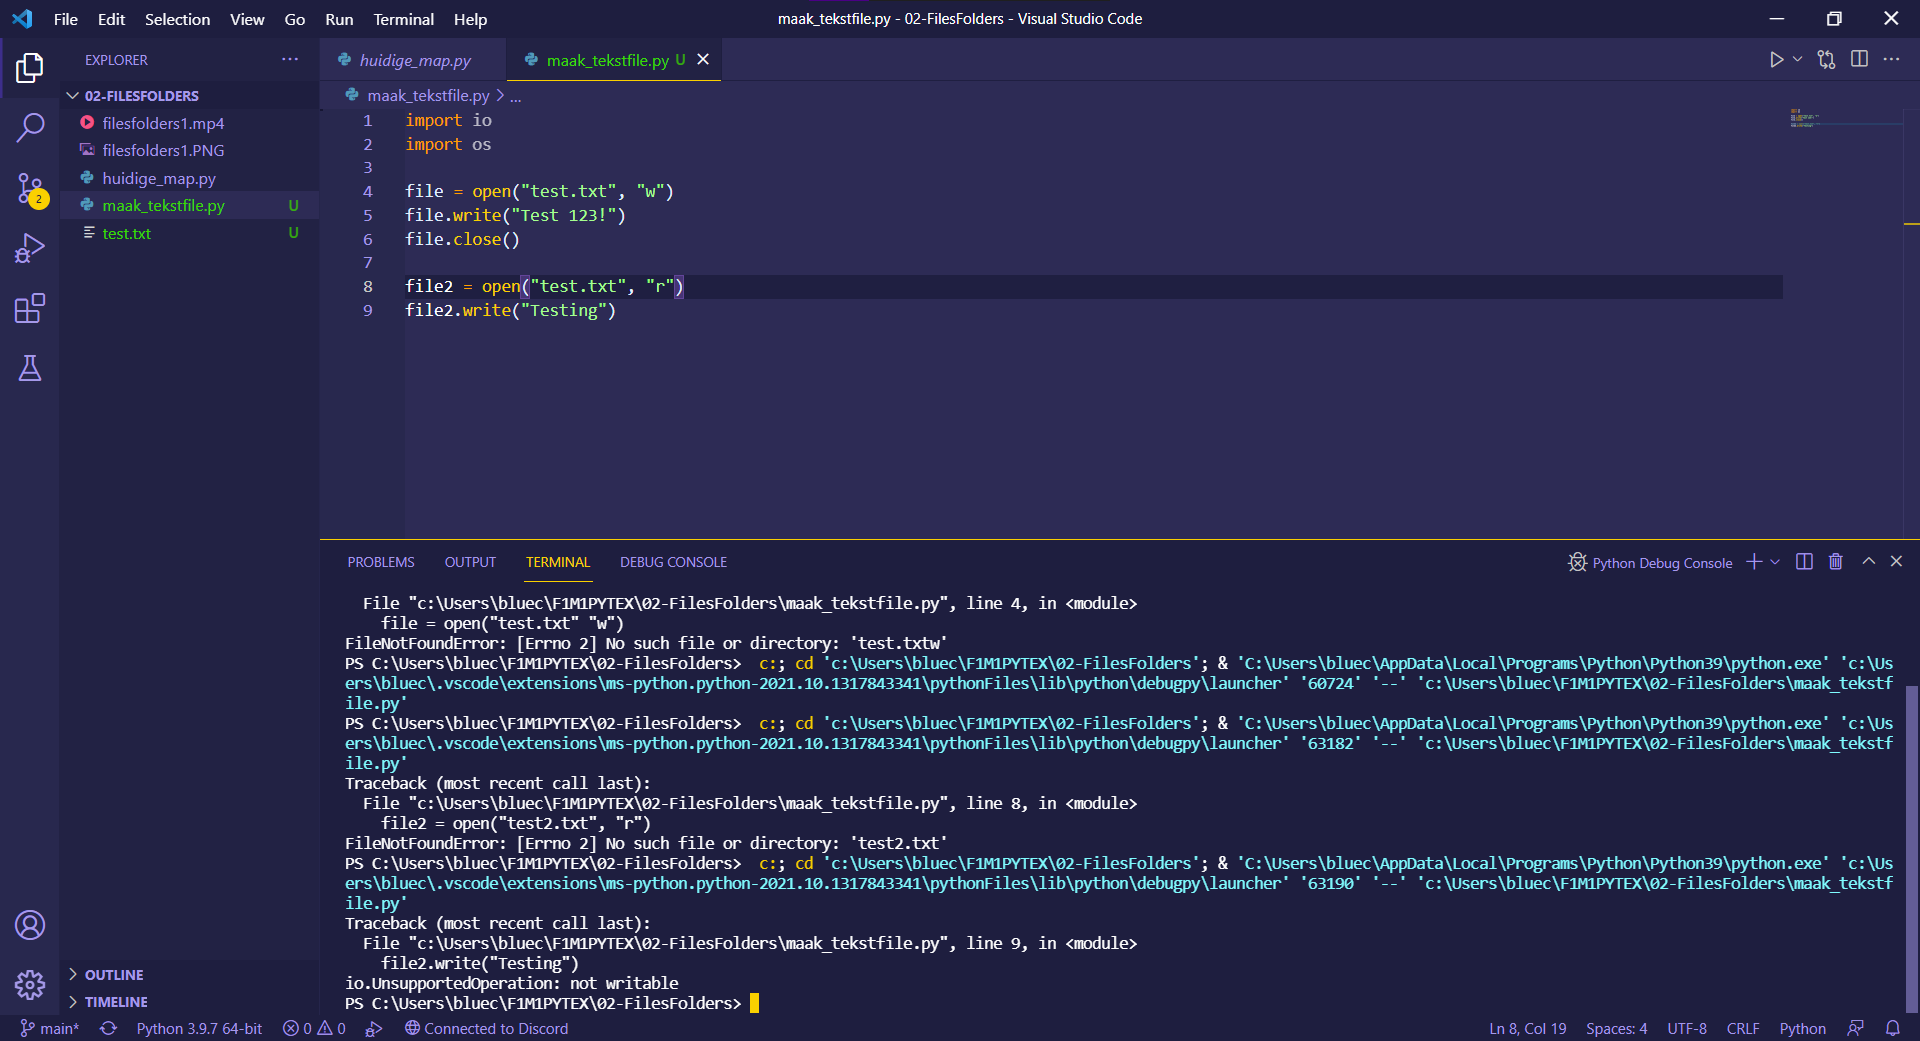 File Edit Selection View Go Run Terminal Help
maak_tekstfile.py - 02-FilesFolders - Visual Studio Code
EXPLORER
02-FILESFOLDERS
filesfolders1.mp4
filesfolders1.PNG
huidige_map.py
maak_tekstfile.py U
test.txt U
OUTLINE
TIMELINE
2
huidige_map.py
maak_tekstfile.py U
maak_tekstfile.py > ...
1 import io
2 import os
3
4 file = open("test.txt", "w")
5 file.write("Test 123!")
6 file.close()
7
8 file2 = open("test.txt", "r")
9 file2.write("Testing")
PROBLEMS OUTPUT TERMINAL DEBUG CONSOLE
Python Debug Console
File "c:\Users\bluec\F1M1PYTEX\02-FilesFolders\maak_tekstfile.py", line 4, in <module>
file = open("test.txt" "w")
FileNotFoundError: [Errno 2] No such file or directory: 'test.txtw'
PS C:\Users\bluec\F1M1PYTEX\02-FilesFolders>  c:; cd 'c:\Users\bluec\F1M1PYTEX\02-FilesFolders'; & 'C:\Users\bluec\AppData\Local\Programs\Python\Python39\python.exe' 'c:\Us
ers\bluec\.vscode\extensions\ms-python.python-2021.10.1317843341\pythonFiles\lib\python\debugpy\launcher' '60724' '--' 'c:\Users\bluec\F1M1PYTEX\02-FilesFolders\maak_tekstf
ile.py'
PS C:\Users\bluec\F1M1PYTEX\02-FilesFolders>  c:; cd 'c:\Users\bluec\F1M1PYTEX\02-FilesFolders'; & 'C:\Users\bluec\AppData\Local\Programs\Python\Python39\python.exe' 'c:\Us
ers\bluec\.vscode\extensions\ms-python.python-2021.10.1317843341\pythonFiles\lib\python\debugpy\launcher' '63182' '--' 'c:\Users\bluec\F1M1PYTEX\02-FilesFolders\maak_tekstf
ile.py'
Traceback (most recent call last):
File "c:\Users\bluec\F1M1PYTEX\02-FilesFolders\maak_tekstfile.py", line 8, in <module>
file2 = open("test2.txt", "r")
FileNotFoundError: [Errno 2] No such file or directory: 'test2.txt'
PS C:\Users\bluec\F1M1PYTEX\02-FilesFolders>  c:; cd 'c:\Users\bluec\F1M1PYTEX\02-FilesFolders'; & 'C:\Users\bluec\AppData\Local\Programs\Python\Python39\python.exe' 'c:\Us
ers\bluec\.vscode\extensions\ms-python.python-2021.10.1317843341\pythonFiles\lib\python\debugpy\launcher' '63190' '--' 'c:\Users\bluec\F1M1PYTEX\02-FilesFolders\maak_tekstf
ile.py'
Traceback (most recent call last):
File "c:\Users\bluec\F1M1PYTEX\02-FilesFolders\maak_tekstfile.py", line 9, in <module>
file2.write("Testing")
io.UnsupportedOperation: not writable
PS C:\Users\bluec\F1M1PYTEX\02-FilesFolders>
main* Python 3.9.7 64-bit 0 0 Connected to Discord Ln 8, Col 19 Spaces: 4 UTF-8 CRLF Python